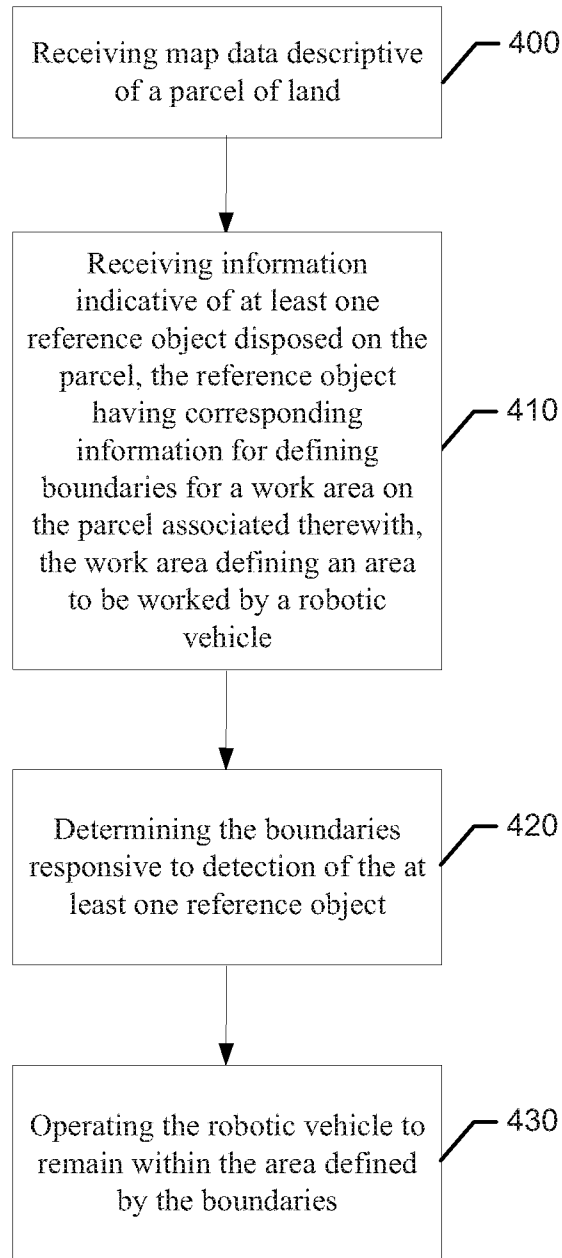 Receiving map data descriptive
of a parcel of land
400
Receiving information
indicative of at least one
reference object disposed on the
parcel, the reference object
having corresponding
information for defining
boundaries for a work area on
the parcel associated therewith,
the work area defining an area
to be worked by a robotic
vehicle
410
Determining the boundaries
responsive to detection of the at
least one reference object
420
Operating the robotic vehicle to
remain within the area defined
by the boundaries
430